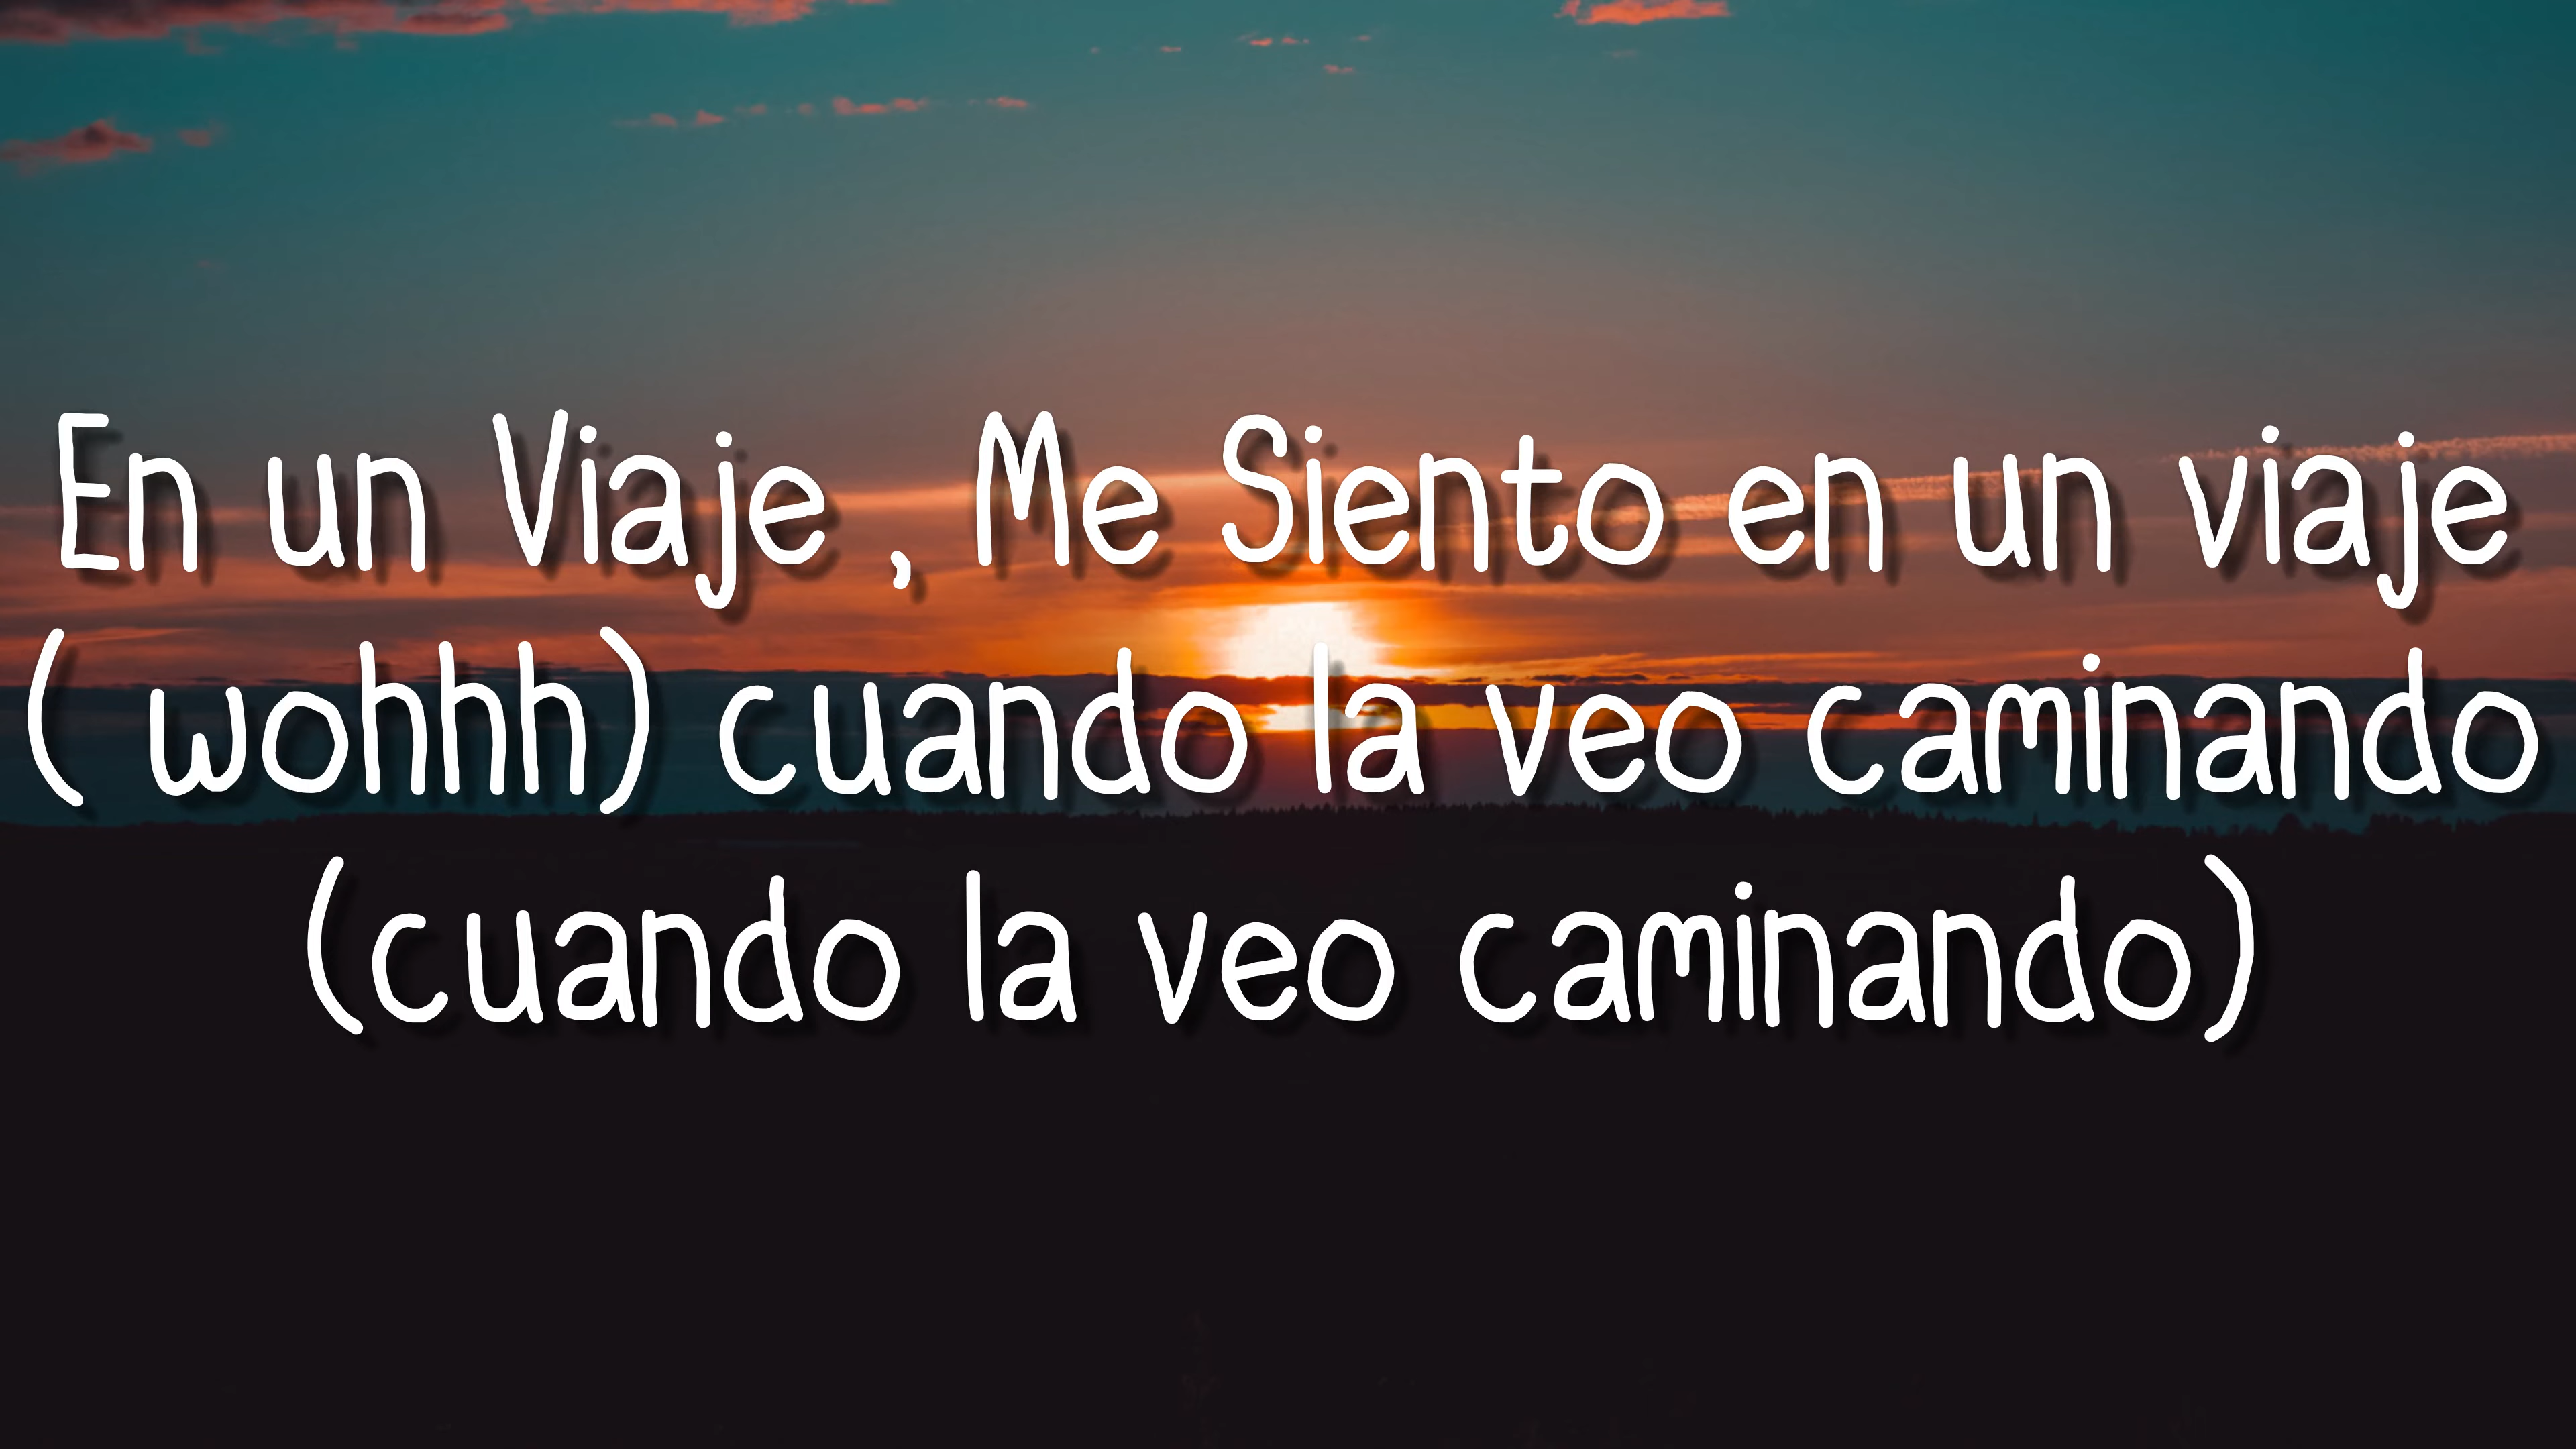 En un Viaje , Me Siento en un viaje
( wohhh) cuando la veo caminando
(cuando la veo caminando)